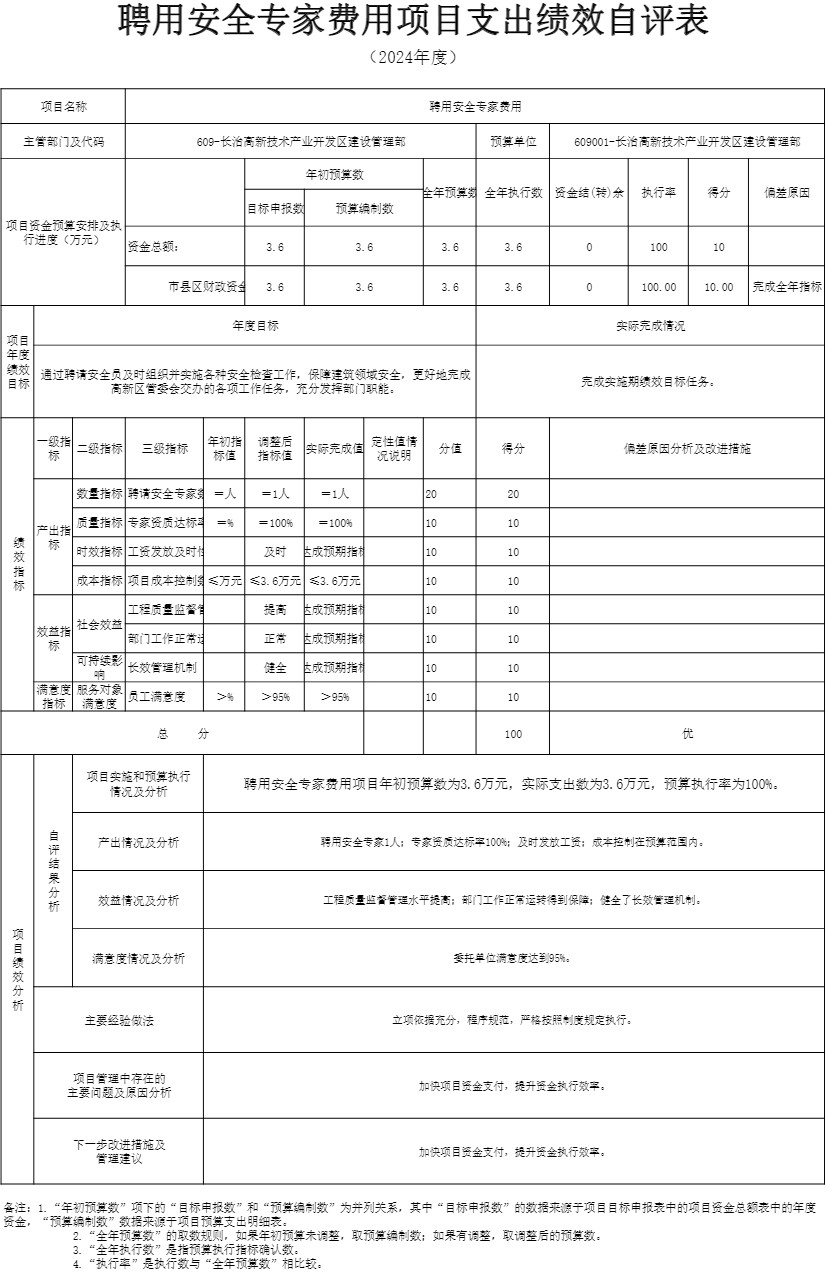 聘用安全专家费用项目支出绩效自评表
（2024年度）
项目名称 聘用安全专家费用
主管部门及代码 609-长治高新技术产业开发区建设管理部 预算单位 609001-长治高新技术产业开发区建设管理部
项目资金预算安排及执
行进度（万元）
年初预算数 全年预算数 全年执行数 资金结(转)余 执行率 得分 偏差原因
目标申报数 预算编制数
资金总额： 3.6 3.6 3.6 3.6 0 100 10
市县区财政资金 3.6 3.6 3.6 3.6 0 100.00 10.00 完成全年指标
项目
年度
绩效
目标
年度目标 实际完成情况
通过聘请安全员及时组织并实施各种安全检查工作，保障建筑领域安全，更好地完成
高新区管委会交办的各项工作任务，充分发挥部门职能。
完成实施期绩效目标任务。
绩
效
指
标
一级指
标
二级指标 三级指标
年初指
标值
调整后
指标值
实际完成值
定性值情
况说明
分值 得分 偏差原因分析及改进措施
产出指
标
数量指标 聘请安全专家数 ＝人 ＝1人 ＝1人 20 20
质量指标 专家资质达标率 ＝% ＝100% ＝100% 10 10
时效指标 工资发放及时性 及时 达成预期指标 10 10
成本指标 项目成本控制数 ≤万元 ≤3.6万元 ≤3.6万元 10 10
效益指
标
社会效益
工程质量监督管 提高 达成预期指标 10 10
部门工作正常运 正常 达成预期指标 10 10
可持续影
响
长效管理机制 健全 达成预期指标 10 10
满意度
指标
服务对象
满意度
员工满意度 ＞% ＞95% ＞95% 10 10
总 分 100 优
项
目
绩
效
分
析
自
评
结
果
分
析
项目实施和预算执行
情况及分析
聘用安全专家费用项目年初预算数为3.6万元，实际支出数为3.6万元，预算执行率为100%。
产出情况及分析 聘用安全专家1人；专家资质达标率100%；及时发放工资；成本控制在预算范围内。
效益情况及分析 工程质量监督管理水平提高；部门工作正常运转得到保障；健全了长效管理机制。
满意度情况及分析 委托单位满意度达到95%。
主要经验做法 立项依据充分，程序规范，严格按照制度规定执行。
项目管理中存在的
主要问题及原因分析
加快项目资金支付，提升资金执行效率。
下一步改进措施及
管理建议
加快项目资金支付，提升资金执行效率。
备注：1.“年初预算数”项下的“目标申报数”和“预算编制数”为并列关系，其中“目标申报数”的数据来源于项目目标申报表中的项目资金总额表中的年度
资金，“预算编制数”数据来源于项目预算支出明细表。
2.“全年预算数”的取数规则，如果年初预算未调整，取预算编制数；如果有调整，取调整后的预算数。
3.“全年执行数”是指预算执行指标确认数。
4.“执行率”是执行数与“全年预算数”相比较。